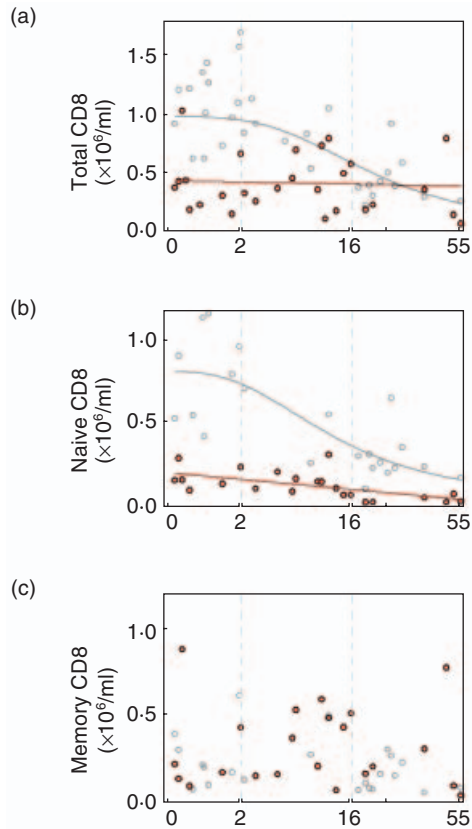 (a)
Total CD8
(×10⁶/ml)
1·5
1·0
0·5
0·0
0 2 16 55
(b)
Naive CD8
(×10⁶/ml)
1·0
0·5
0·0
0 2 16 55
(c)
Memory CD8
(×10⁶/ml)
1·0
0·5
0·0
0 2 16 55